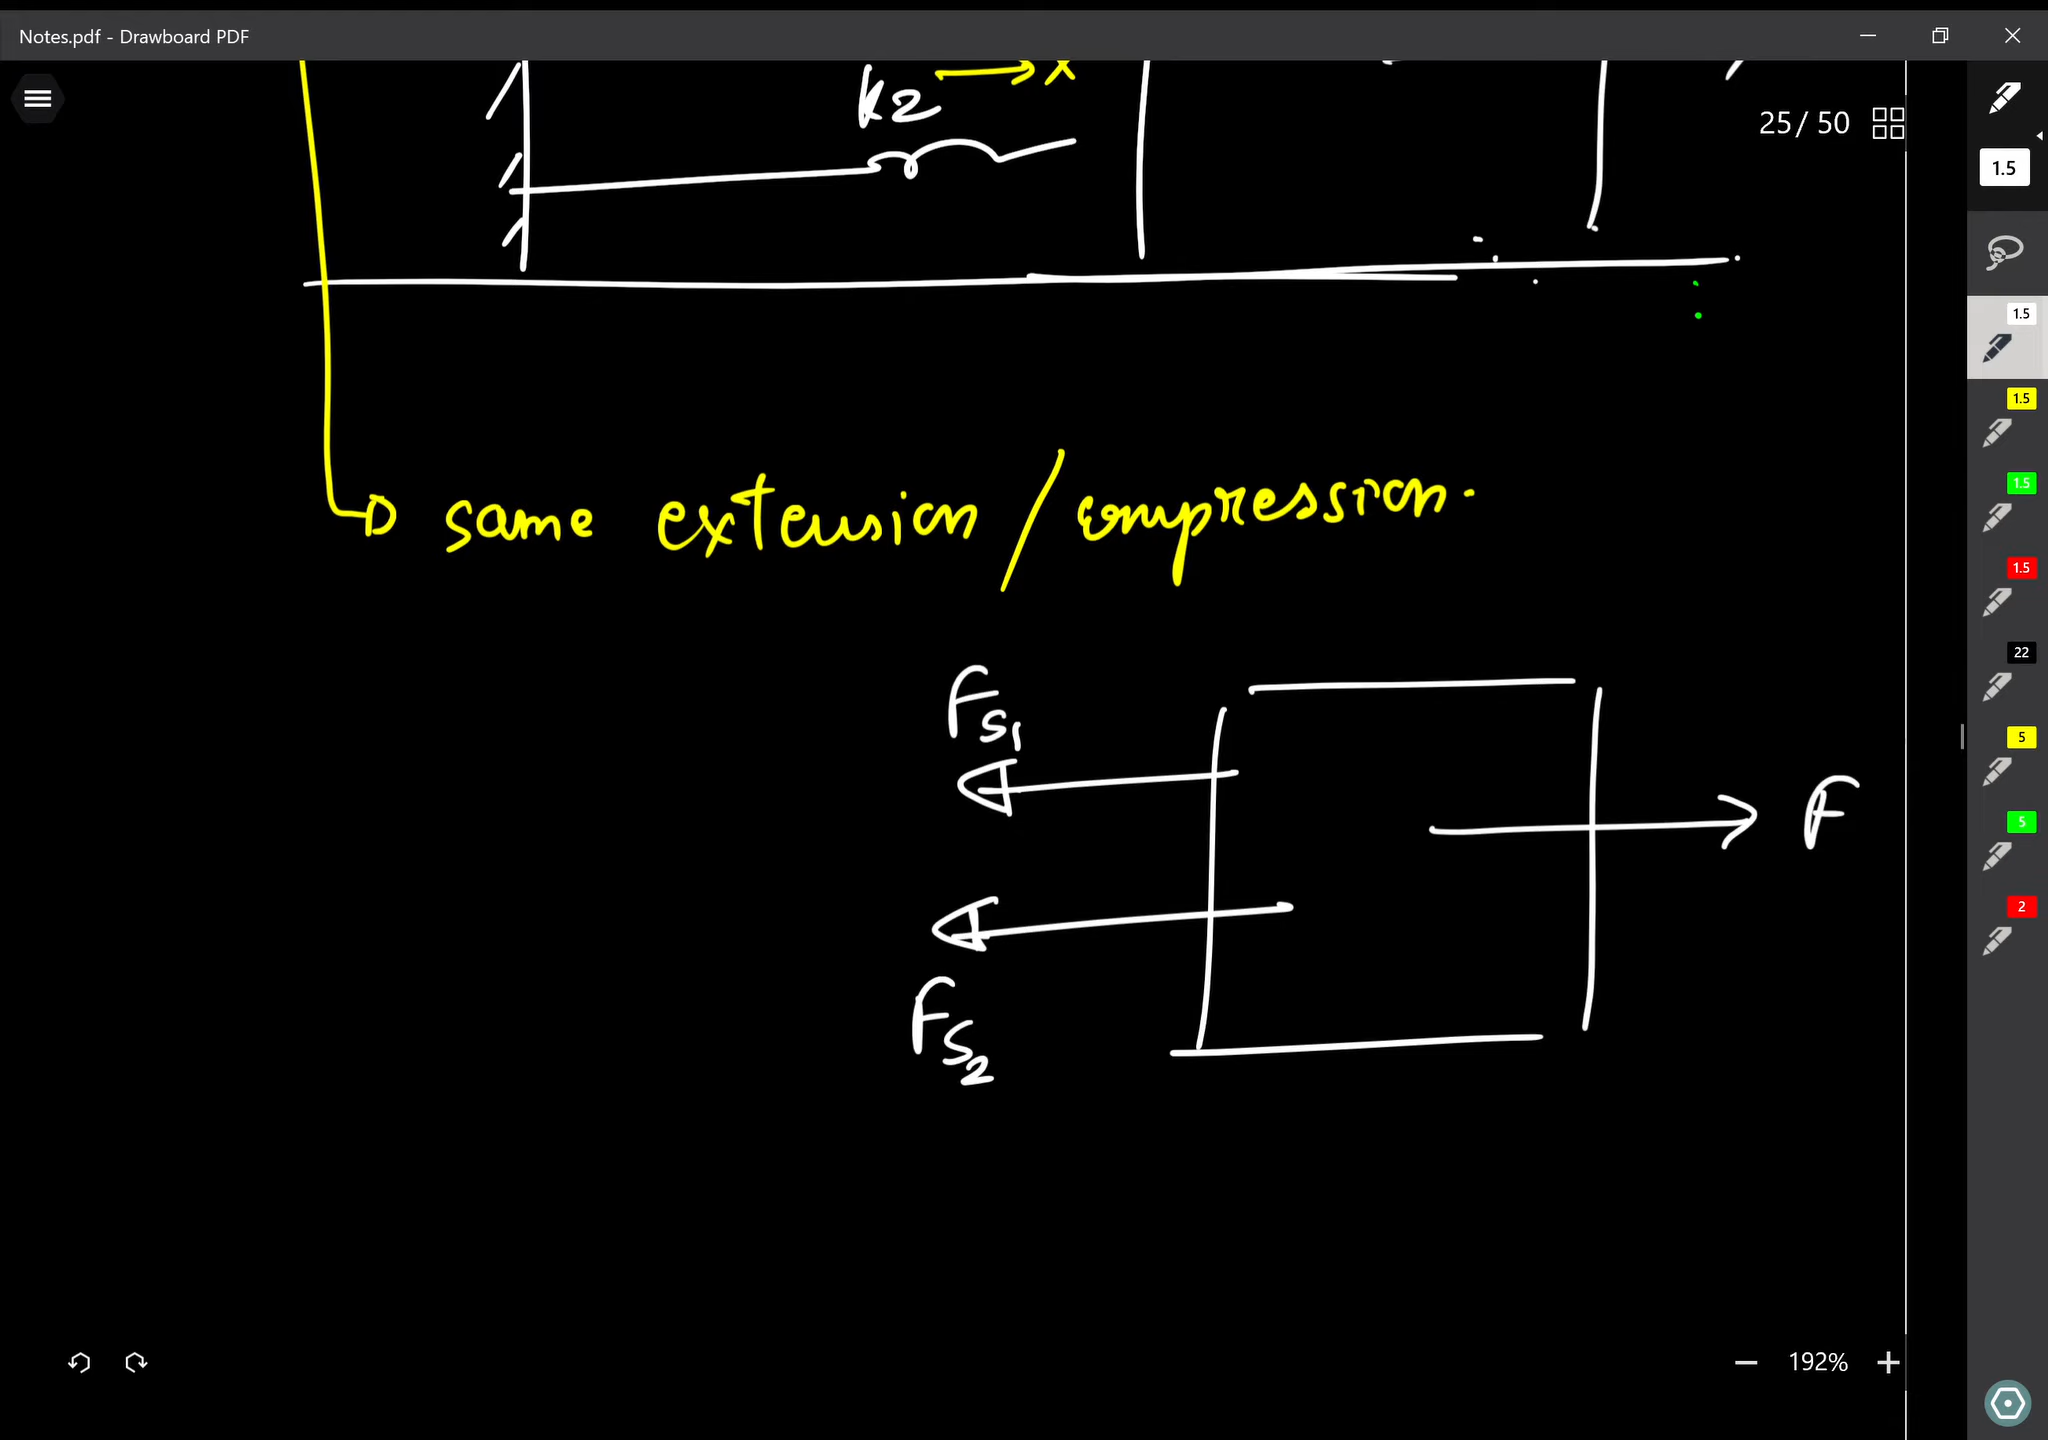 Notes.pdf - Drawboard PDF
k2 x
25 / 50
1.5
1.5
1.5
same extension / compression.
1.5
1.5
22
Fs1
5
F
5
2
Fs2
192%